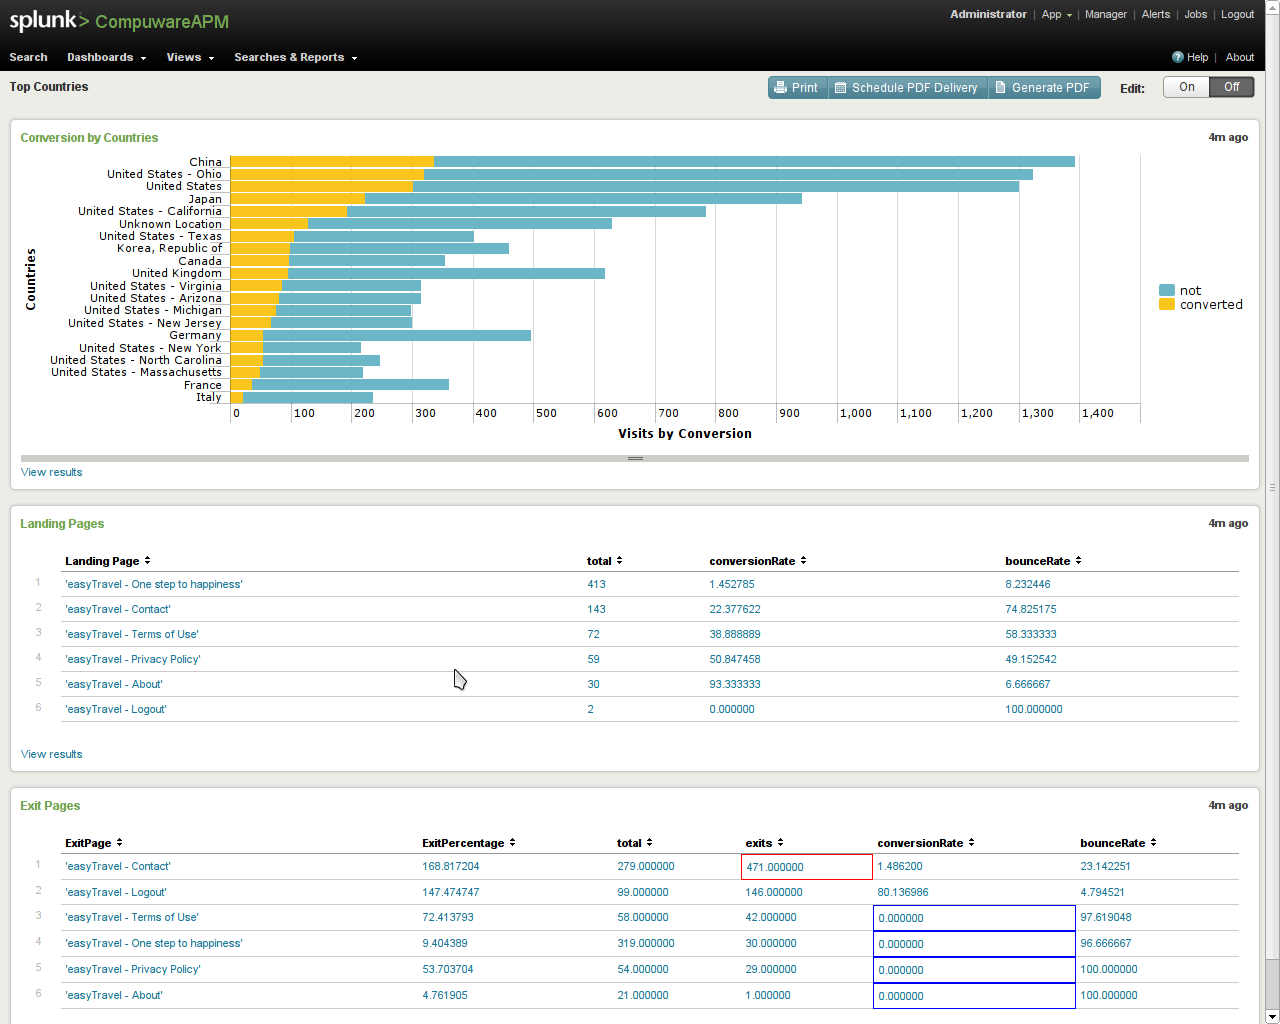 splunk> CompuwareAPM
Administrator | App | Manager | Alerts | Jobs | Logout
Search Dashboards Views Searches & Reports
Help | About
Top Countries
Print Schedule PDF Delivery Generate PDF Edit: On Off
Conversion by Countries 4m ago
Countries
China
United States - Ohio
United States
Japan
United States - California
Unknown Location
United States - Texas
Korea, Republic of
Canada
United Kingdom
United States - Virginia
United States - Arizona
United States - Michigan
United States - New Jersey
Germany
United States - New York
United States - North Carolina
United States - Massachusetts
France
Italy
0 100 200 300 400 500 600 700 800 900 1,000 1,100 1,200 1,300 1,400
Visits by Conversion
not
converted
View results
Landing Pages 4m ago
Landing Page total conversionRate bounceRate
1 'easyTravel - One step to happiness' 413 1.452785 8.232446
2 'easyTravel - Contact' 143 22.377622 74.825175
3 'easyTravel - Terms of Use' 72 38.888889 58.333333
4 'easyTravel - Privacy Policy' 59 50.847458 49.152542
5 'easyTravel - About' 30 93.333333 6.666667
6 'easyTravel - Logout' 2 0.000000 100.000000
View results
Exit Pages 4m ago
ExitPage ExitPercentage total exits conversionRate bounceRate
1 'easyTravel - Contact' 168.817204 279.000000 471.000000 1.486200 23.142251
2 'easyTravel - Logout' 147.474747 99.000000 146.000000 80.136986 4.794521
3 'easyTravel - Terms of Use' 72.413793 58.000000 42.000000 0.000000 97.619048
4 'easyTravel - One step to happiness' 9.404389 319.000000 30.000000 0.000000 96.666667
5 'easyTravel - Privacy Policy' 53.703704 54.000000 29.000000 0.000000 100.000000
6 'easyTravel - About' 4.761905 21.000000 1.000000 0.000000 100.000000